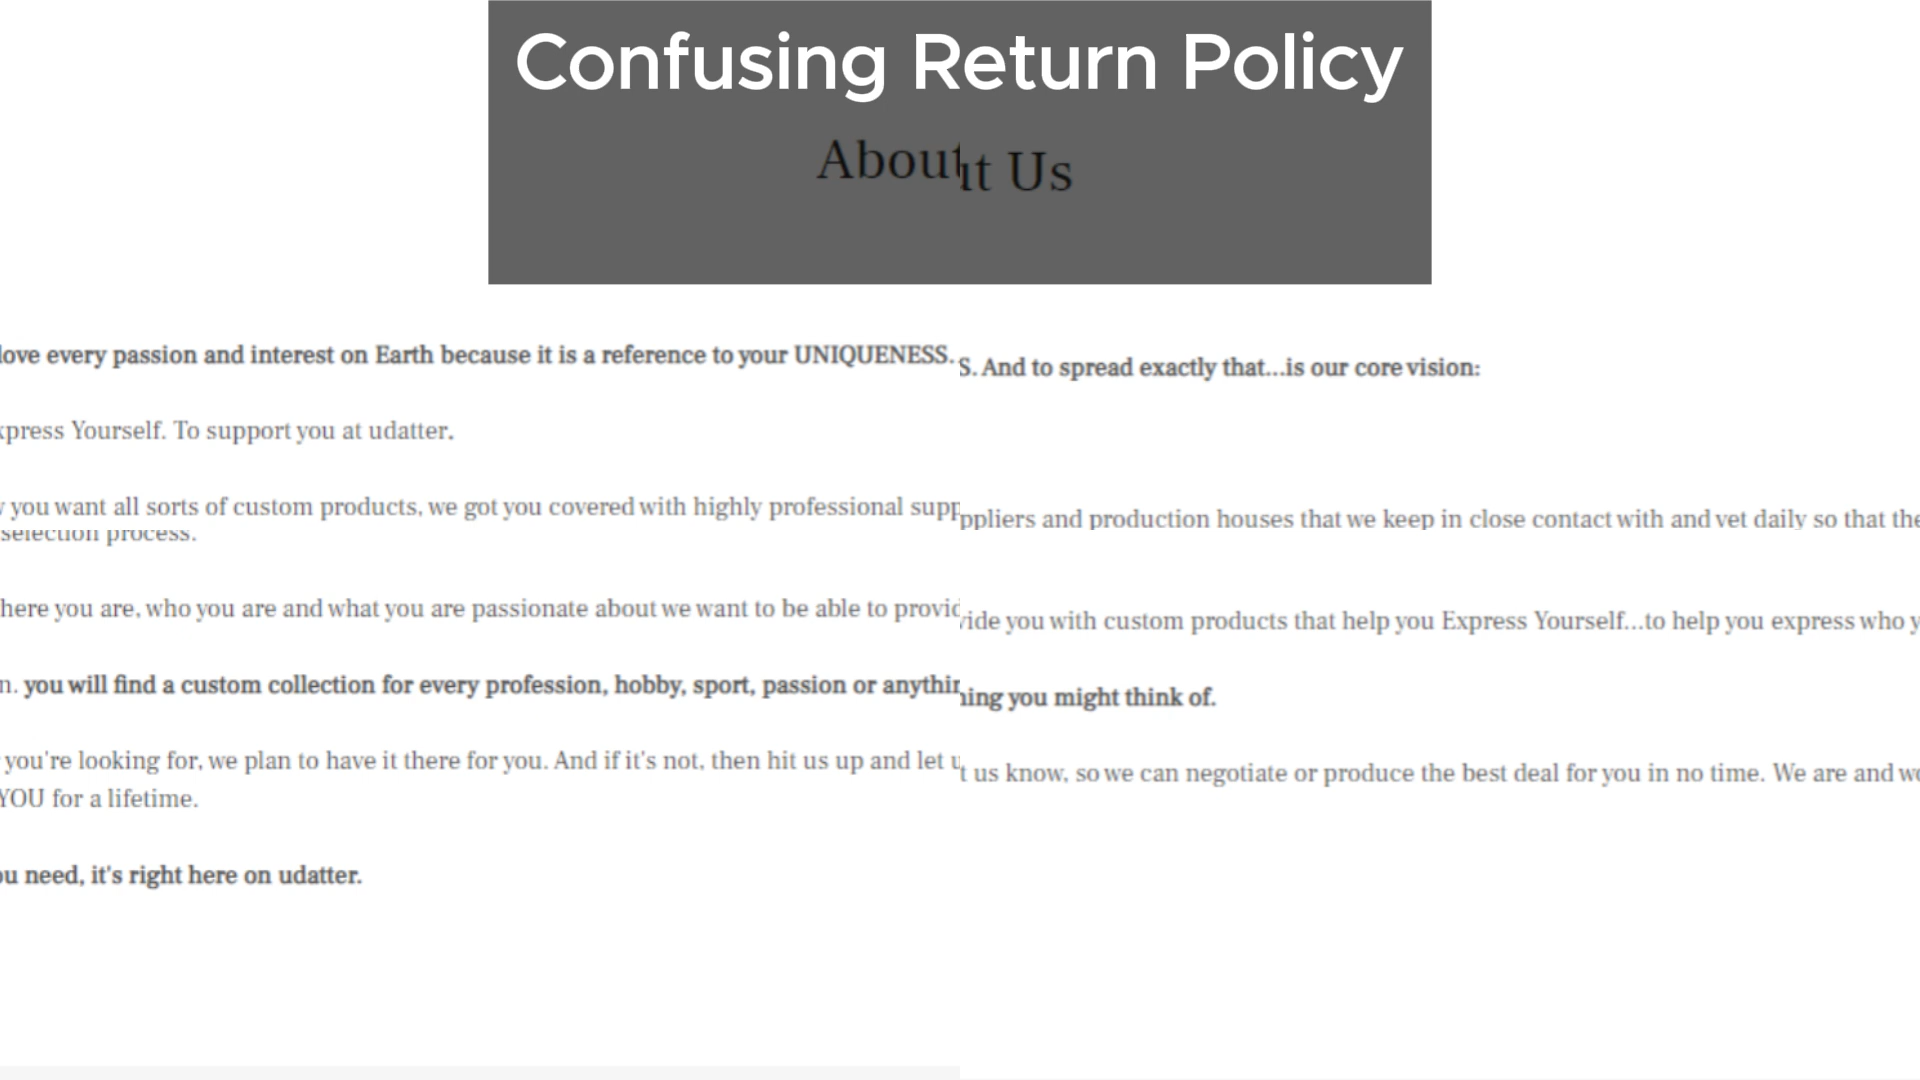 Confusing Return Policy
About Us
love every passion and interest on Earth because it is a reference to your UNIQUENESS. And to spread exactly that...is our core vision:
Yourself. To support you at udatter.
you want all sorts of custom products, we got you covered with highly professional suppliers and production houses that we keep in close contact with and vet daily so that the
selection process.
here you are, who you are and what you are passionate about we want to be able to provide you with custom products that help you Express Yourself...to help you express who
you will find a custom collection for every profession, hobby, sport, passion or anything you might think of.
you're looking for, we plan to have it there for you. And if it's not, then hit us up and let us know, so we can negotiate or produce the best deal for you in no time. We are and
YOU for a lifetime.
need, it's right here on udatter.